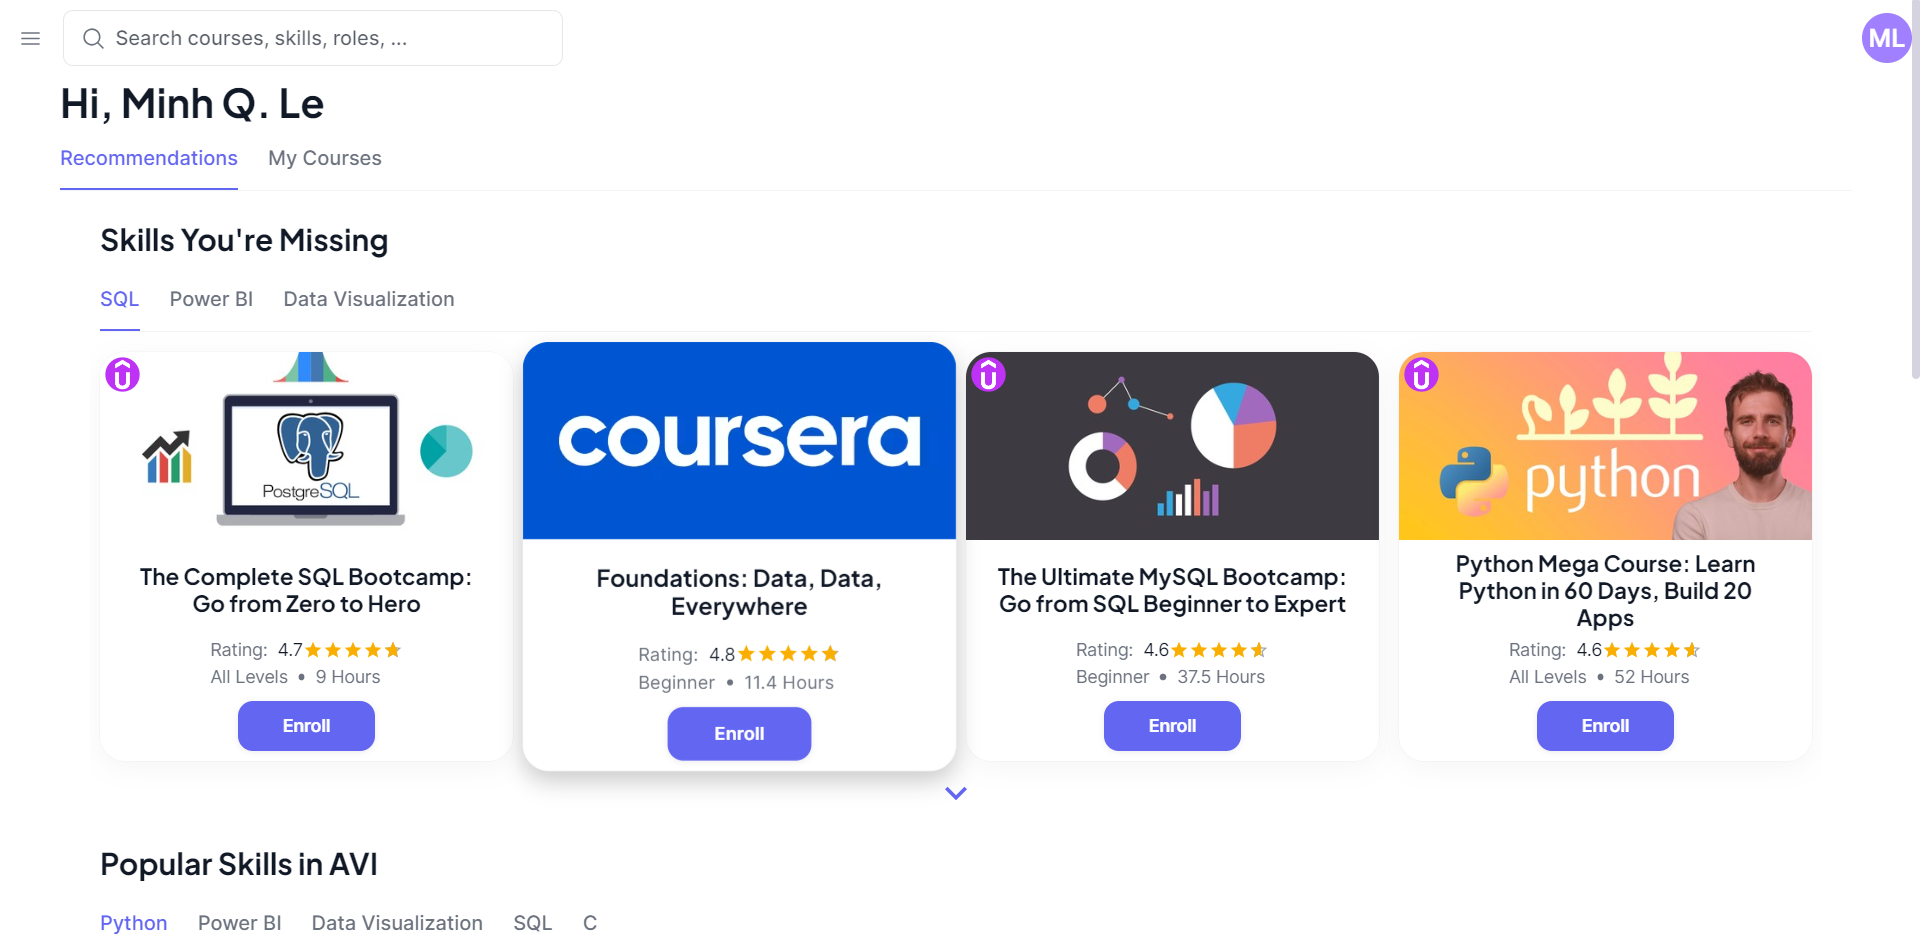 Search courses, skills, roles, ...
ML
Hi, Minh Q. Le
Recommendations My Courses
Skills You're Missing
SQL Power BI Data Visualization
PostgreSQL
The Complete SQL Bootcamp:
Go from Zero to Hero
Rating: 4.7
All Levels • 9 Hours
Enroll
coursera
Foundations: Data, Data,
Everywhere
Rating: 4.8
Beginner • 11.4 Hours
Enroll
The Ultimate MySQL Bootcamp:
Go from SQL Beginner to Expert
Rating: 4.6
Beginner • 37.5 Hours
Enroll
python
Python Mega Course: Learn
Python in 60 Days, Build 20
Apps
Rating: 4.6
All Levels • 52 Hours
Enroll
Popular Skills in AVI
Python Power BI Data Visualization SQL C